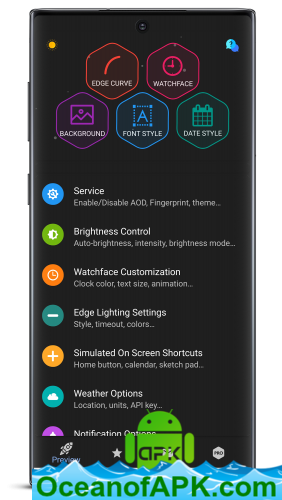 EDGE CURVE
WATCHFACE
BACKGROUND
FONT STYLE
DATE STYLE
Service
Enable/Disable AOD, Fingerprint, theme...
Brightness Control
Auto-brightness, intensity, brightness mode...
Watchface Customization
Clock color, text size, animation...
Edge Lighting Settings
Style, timeout, colors...
Simulated On Screen Shortcuts
Home button, calendar, sketch pad...
Weather Options
Location, units, API key...
Notification Options
Preview
PRO
apk
OceanofAPK.com